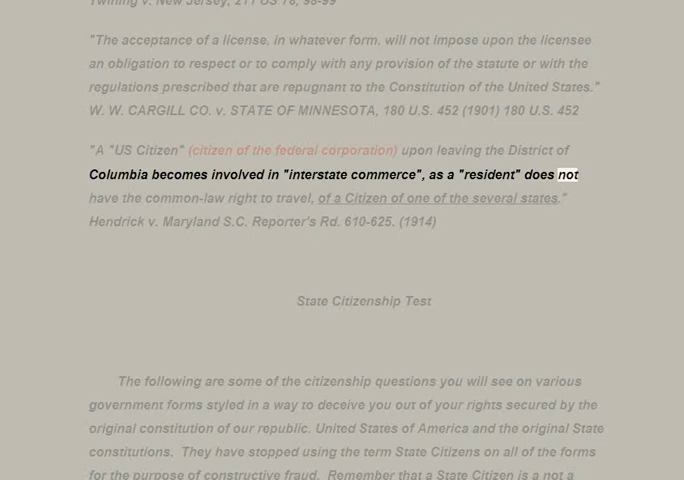 Twining v. New Jersey, 211 US 78, 98-99
"The acceptance of a license, in whatever form, will not impose upon the licensee
an obligation to respect or to comply with any provision of the statute or with the
regulations prescribed that are repugnant to the Constitution of the United States."
W. W. CARGILL CO. v. STATE OF MINNESOTA, 180 U.S. 452 (1901) 180 U.S. 452
"A "US Citizen" (citizen of the federal corporation) upon leaving the District of
Columbia becomes involved in "interstate commerce", as a "resident" does not
have the common-law right to travel, of a Citizen of one of the several states."
Hendrick v. Maryland S.C. Reporter's Rd. 610-625. (1914)
State Citizenship Test
The following are some of the citizenship questions you will see on various
government forms styled in a way to deceive you out of your rights secured by the
original constitution of our republic. United States of America and the original State
constitutions.  They have stopped using the term State Citizens on all of the forms
for the purpose of constructive fraud.  Remember that a State Citizen is a not a